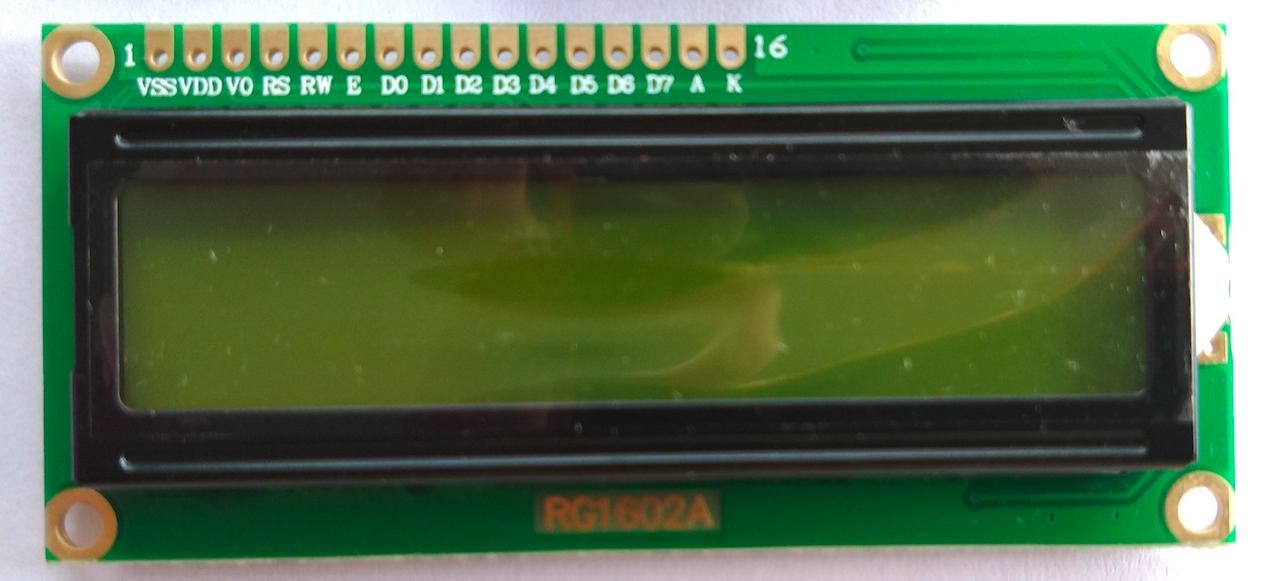 1 16
VSS VDD V0 RS RW E D0 D1 D2 D3 D4 D5 D6 D7 A K
RG1602A